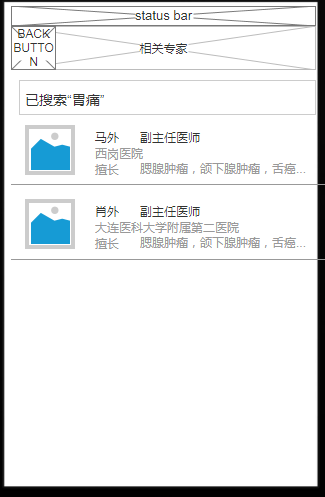 status bar
BACK
BUTTO
N
相关专家
已搜索“胃痛”
马外 副主任医师
西岗医院
擅长 腮腺肿瘤，颌下腺肿瘤，舌癌...
肖外 副主任医师
大连医科大学附属第二医院
擅长 腮腺肿瘤，颌下腺肿瘤，舌癌...